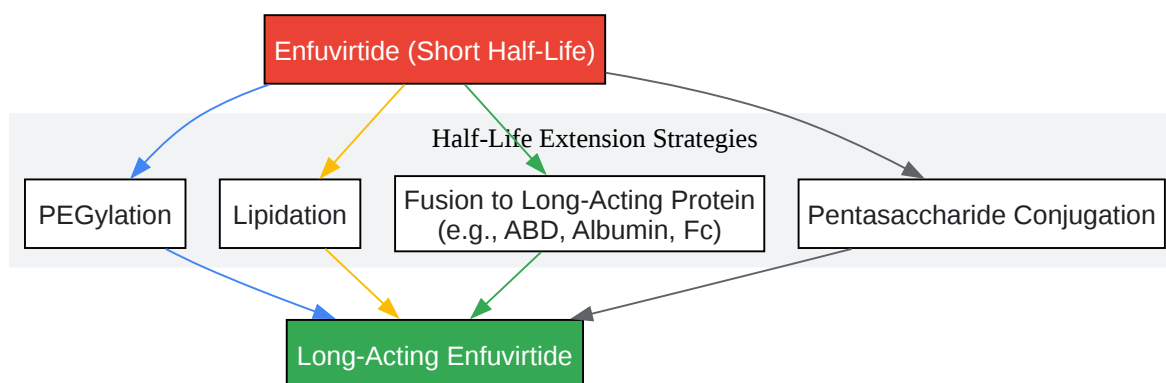 Enfuvirtide (Short Half-Life)
Half-Life Extension Strategies
PEGylation
Lipidation
Fusion to Long-Acting Protein
(e.g., ABD, Albumin, Fc)
Pentasaccharide Conjugation
Long-Acting Enfuvirtide